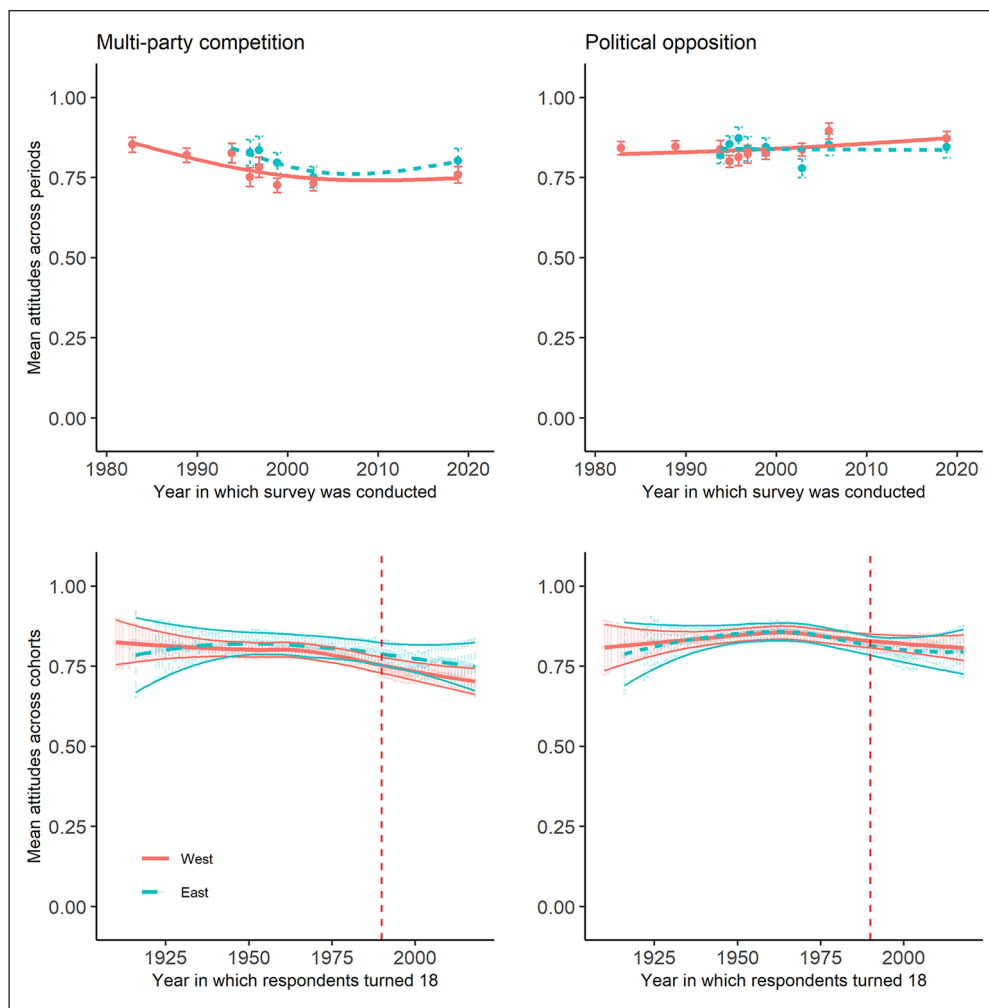 Multi-party competition
Political opposition
Mean attitudes across periods
1.00
0.75
0.50
0.25
0.00
1980 1990 2000 2010 2020
Year in which survey was conducted
1.00
0.75
0.50
0.25
0.00
1980 1990 2000 2010 2020
Year in which survey was conducted
Mean attitudes across cohorts
1.00
0.75
0.50
0.25
0.00
West
East
1925 1950 1975 2000
Year in which respondents turned 18
1.00
0.75
0.50
0.25
0.00
1925 1950 1975 2000
Year in which respondents turned 18